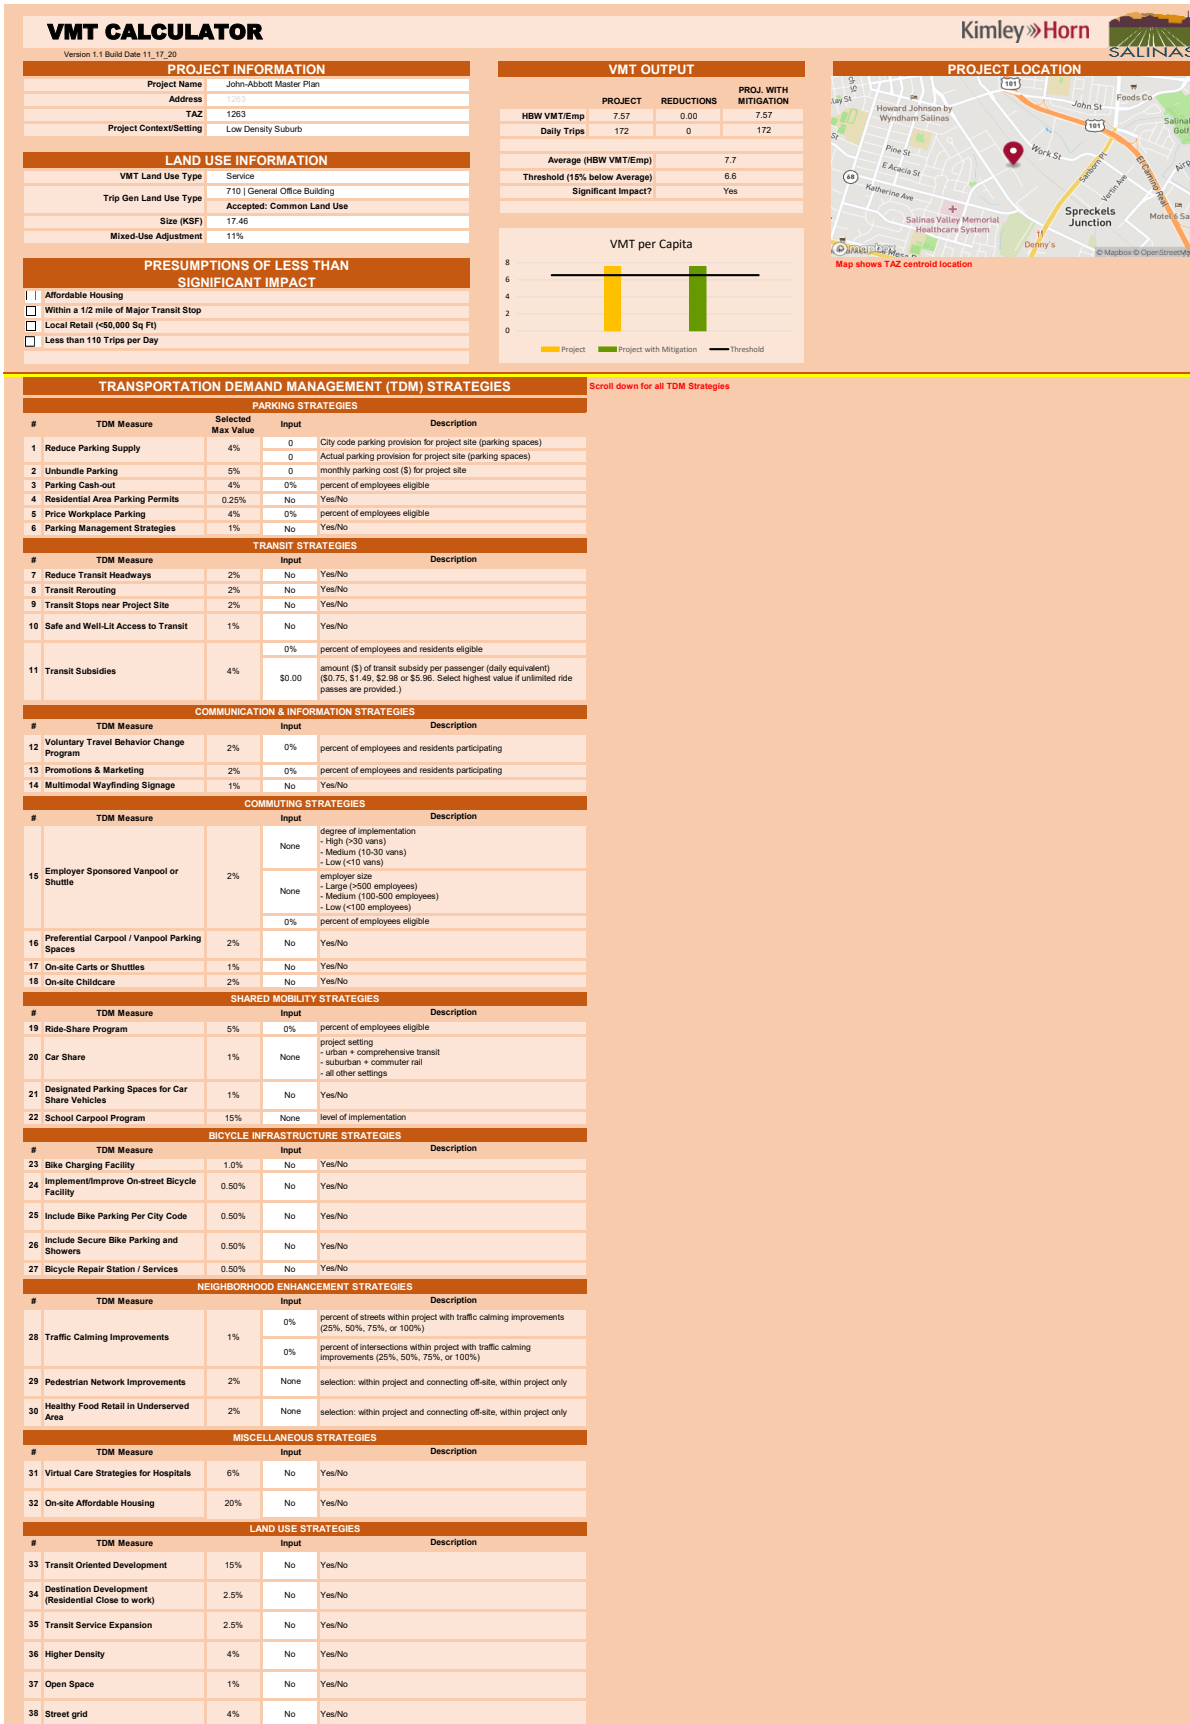 VMT CALCULATOR
Kimley»Horn
SALINAS
Version 1.1 Build Date 11_17_20
PROJECT INFORMATION
Project Name John-Abbott Master Plan
Address 1263
TAZ 1263
Project Context/Setting Low Density Suburb
LAND USE INFORMATION
VMT Land Use Type Service
Trip Gen Land Use Type 710 | General Office Building
Accepted: Common Land Use
Size (KSF) 17.46
Mixed-Use Adjustment 11%
PRESUMPTIONS OF LESS THAN
SIGNIFICANT IMPACT
Affordable Housing
Within a 1/2 mile of Major Transit Stop
Local Retail (<50,000 Sq Ft)
Less than 110 Trips per Day
VMT OUTPUT
PROJECT REDUCTIONS PROJ. WITH
MITIGATION
HBW VMT/Emp 7.57 0.00 7.57
Daily Trips 172 0 172
Average (HBW VMT/Emp) 7.7
Threshold (15% below Average) 6.6
Significant Impact? Yes
VMT per Capita
8
6
4
2
0
Project Project with Mitigation Threshold
PROJECT LOCATION
101
John St
Foods Co
Clay St
Howard Johnson by
Wyndham Salinas
101
Work St
Pine St
E Acacia St
68
Katherine Ave
Sanborn Pl
Vertin Ave
El Camino Real
Salinas Valley Memorial
Healthcare System
Spreckels
Junction
Denny's
mapbox
© Mapbox © OpenStreetMap
Map shows TAZ centroid location
TRANSPORTATION DEMAND MANAGEMENT (TDM) STRATEGIES
Scroll down for all TDM Strategies
PARKING STRATEGIES
# TDM Measure Selected
Max Value Input Description
1 Reduce Parking Supply 4% 0 City code parking provision for project site (parking spaces)
0 Actual parking provision for project site (parking spaces)
2 Unbundle Parking 5% 0 monthly parking cost ($) for project site
3 Parking Cash-out 4% 0% percent of employees eligible
4 Residential Area Parking Permits 0.25% No Yes/No
5 Price Workplace Parking 4% 0% percent of employees eligible
6 Parking Management Strategies 1% No Yes/No
TRANSIT STRATEGIES
# TDM Measure Input Description
7 Reduce Transit Headways 2% No Yes/No
8 Transit Rerouting 2% No Yes/No
9 Transit Stops near Project Site 2% No Yes/No
10 Safe and Well-Lit Access to Transit 1% No Yes/No
11 Transit Subsidies 4% 0% percent of employees and residents eligible
$0.00 amount ($) of transit subsidy per passenger (daily equivalent)
($0.75, $1.49, $2.98 or $5.96. Select highest value if unlimited ride
passes are provided.)
COMMUNICATION & INFORMATION STRATEGIES
# TDM Measure Input Description
12 Voluntary Travel Behavior Change
Program 2% 0% percent of employees and residents participating
13 Promotions & Marketing 2% 0% percent of employees and residents participating
14 Multimodal Wayfinding Signage 1% No Yes/No
COMMUTING STRATEGIES
# TDM Measure Input Description
15 Employer Sponsored Vanpool or
Shuttle 2% None degree of implementation
- High (>30 vans)
- Medium (10-30 vans)
- Low (<10 vans)
None employer size
- Large (>500 employees)
- Medium (100-500 employees)
- Low (<100 employees)
0% percent of employees eligible
16 Preferential Carpool / Vanpool Parking
Spaces 2% No Yes/No
17 On-site Carts or Shuttles 1% No Yes/No
18 On-site Childcare 2% No Yes/No
SHARED MOBILITY STRATEGIES
# TDM Measure Input Description
19 Ride-Share Program 5% 0% percent of employees eligible
20 Car Share 1% None project setting
- urban + comprehensive transit
- suburban + commuter rail
- all other settings
21 Designated Parking Spaces for Car
Share Vehicles 1% No Yes/No
22 School Carpool Program 15% None level of implementation
BICYCLE INFRASTRUCTURE STRATEGIES
# TDM Measure Input Description
23 Bike Charging Facility 1.0% No Yes/No
24 Implement/Improve On-street Bicycle
Facility 0.50% No Yes/No
25 Include Bike Parking Per City Code 0.50% No Yes/No
26 Include Secure Bike Parking and
Showers 0.50% No Yes/No
27 Bicycle Repair Station / Services 0.50% No Yes/No
NEIGHBORHOOD ENHANCEMENT STRATEGIES
# TDM Measure Input Description
28 Traffic Calming Improvements 1% 0% percent of streets within project with traffic calming improvements
(25%, 50%, 75%, or 100%)
0% percent of intersections within project with traffic calming
improvements (25%, 50%, 75%, or 100%)
29 Pedestrian Network Improvements 2% None selection: within project and connecting off-site, within project only
30 Healthy Food Retail in Underserved
Area 2% None selection: within project and connecting off-site, within project only
MISCELLANEOUS STRATEGIES
# TDM Measure Input Description
31 Virtual Care Strategies for Hospitals 6% No Yes/No
32 On-site Affordable Housing 20% No Yes/No
LAND USE STRATEGIES
# TDM Measure Input Description
33 Transit Oriented Development 15% No Yes/No
34 Destination Development
(Residential Close to work) 2.5% No Yes/No
35 Transit Service Expansion 2.5% No Yes/No
36 Higher Density 4% No Yes/No
37 Open Space 1% No Yes/No
38 Street grid 4% No Yes/No